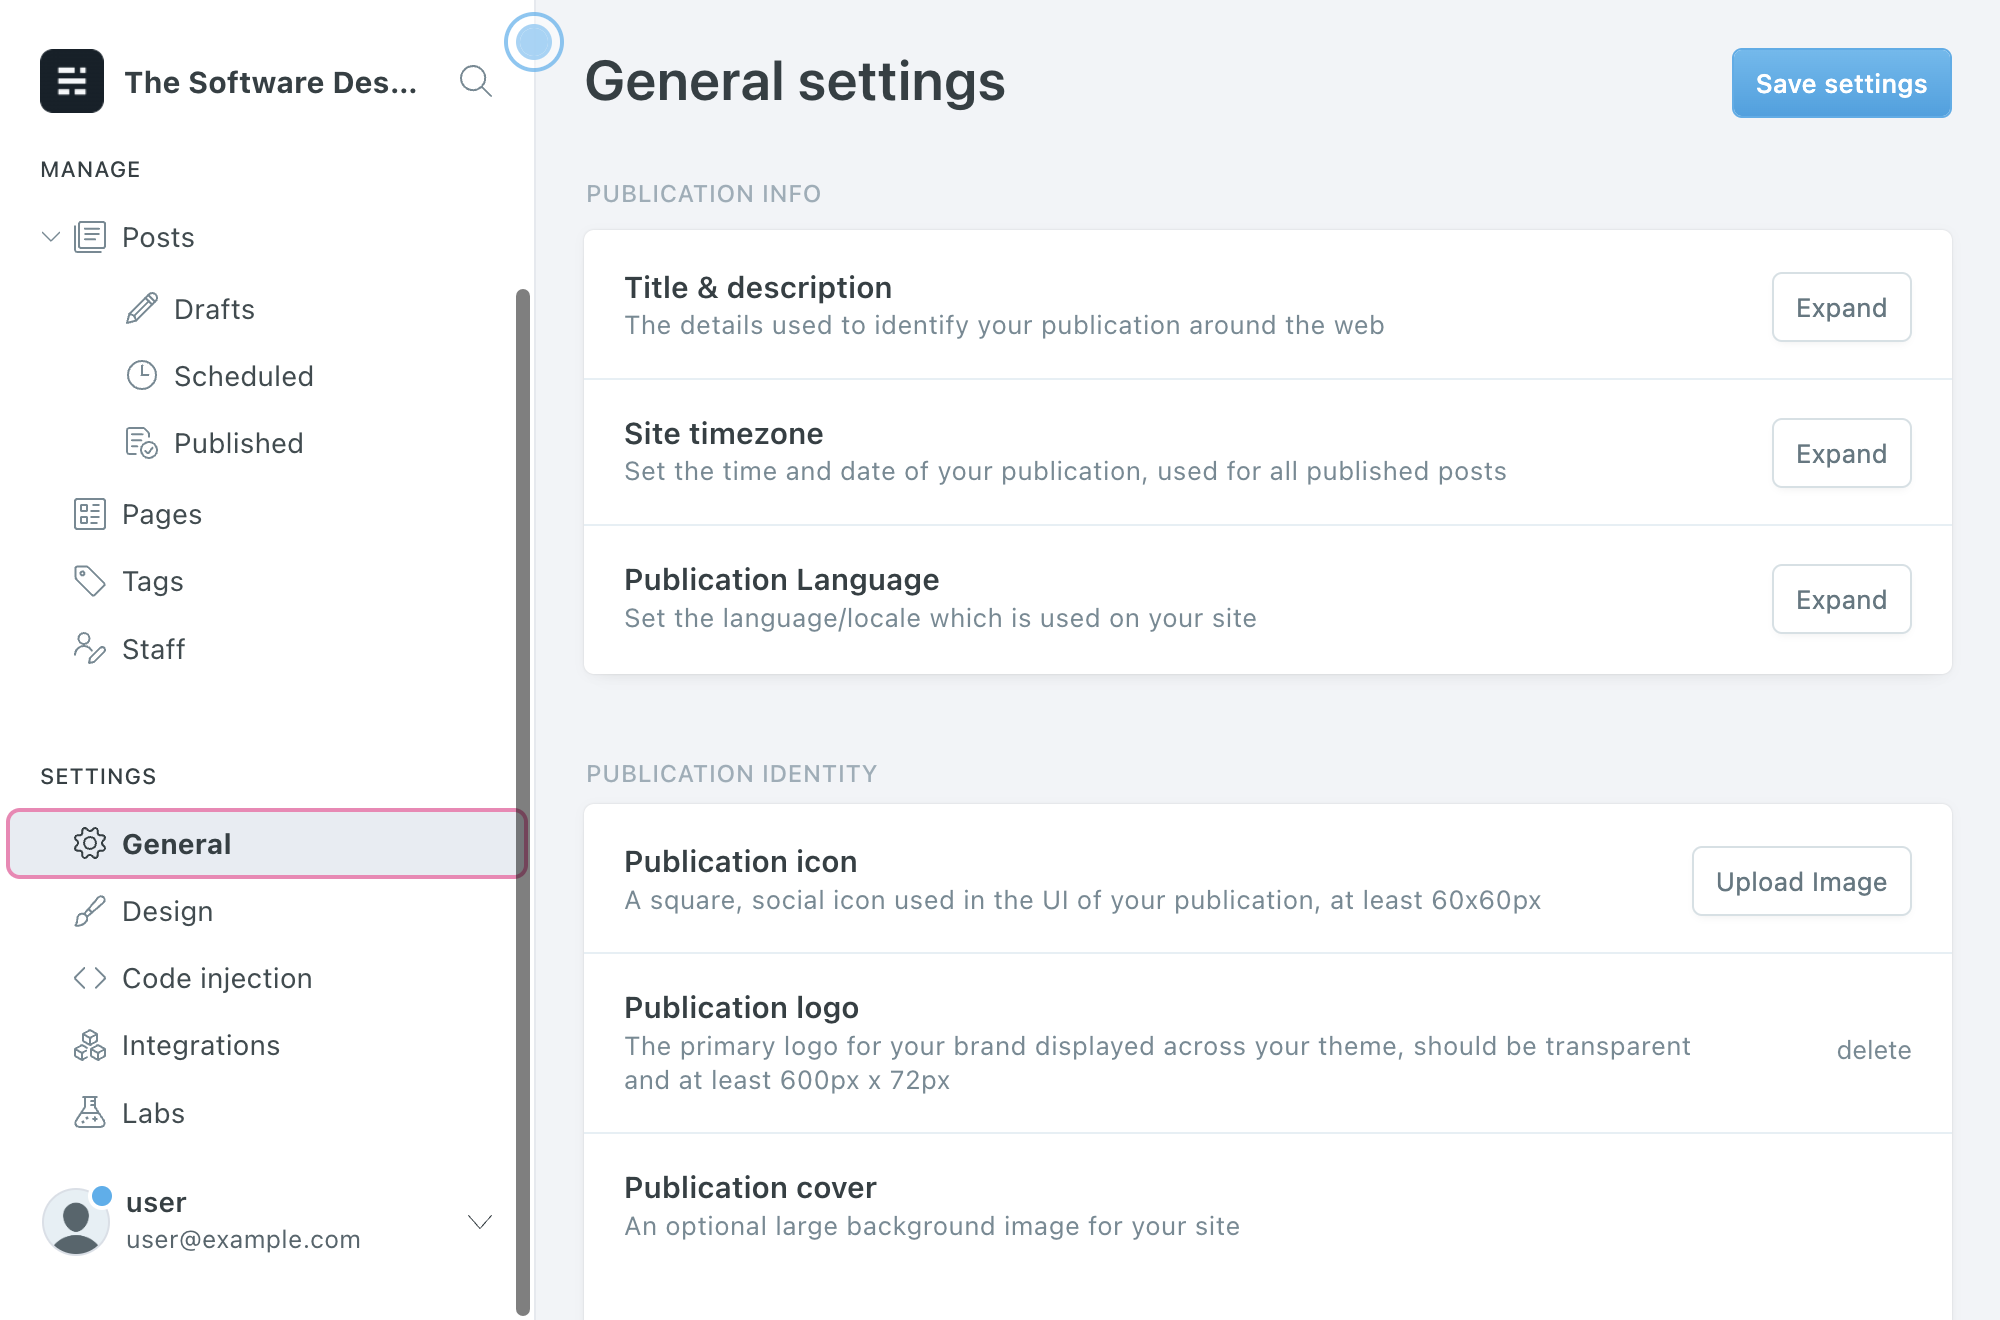 The Software Des...
MANAGE
Posts
Drafts
Scheduled
Published
Pages
Tags
Staff
SETTINGS
General
Design
Code injection
Integrations
Labs
user
user@example.com
General settings
Save settings
PUBLICATION INFO
Title & description
The details used to identify your publication around the web
Expand
Site timezone
Set the time and date of your publication, used for all published posts
Expand
Publication Language
Set the language/locale which is used on your site
Expand
PUBLICATION IDENTITY
Publication icon
A square, social icon used in the UI of your publication, at least 60x60px
Upload Image
Publication logo
The primary logo for your brand displayed across your theme, should be transparent
and at least 600px x 72px
delete
Publication cover
An optional large background image for your site